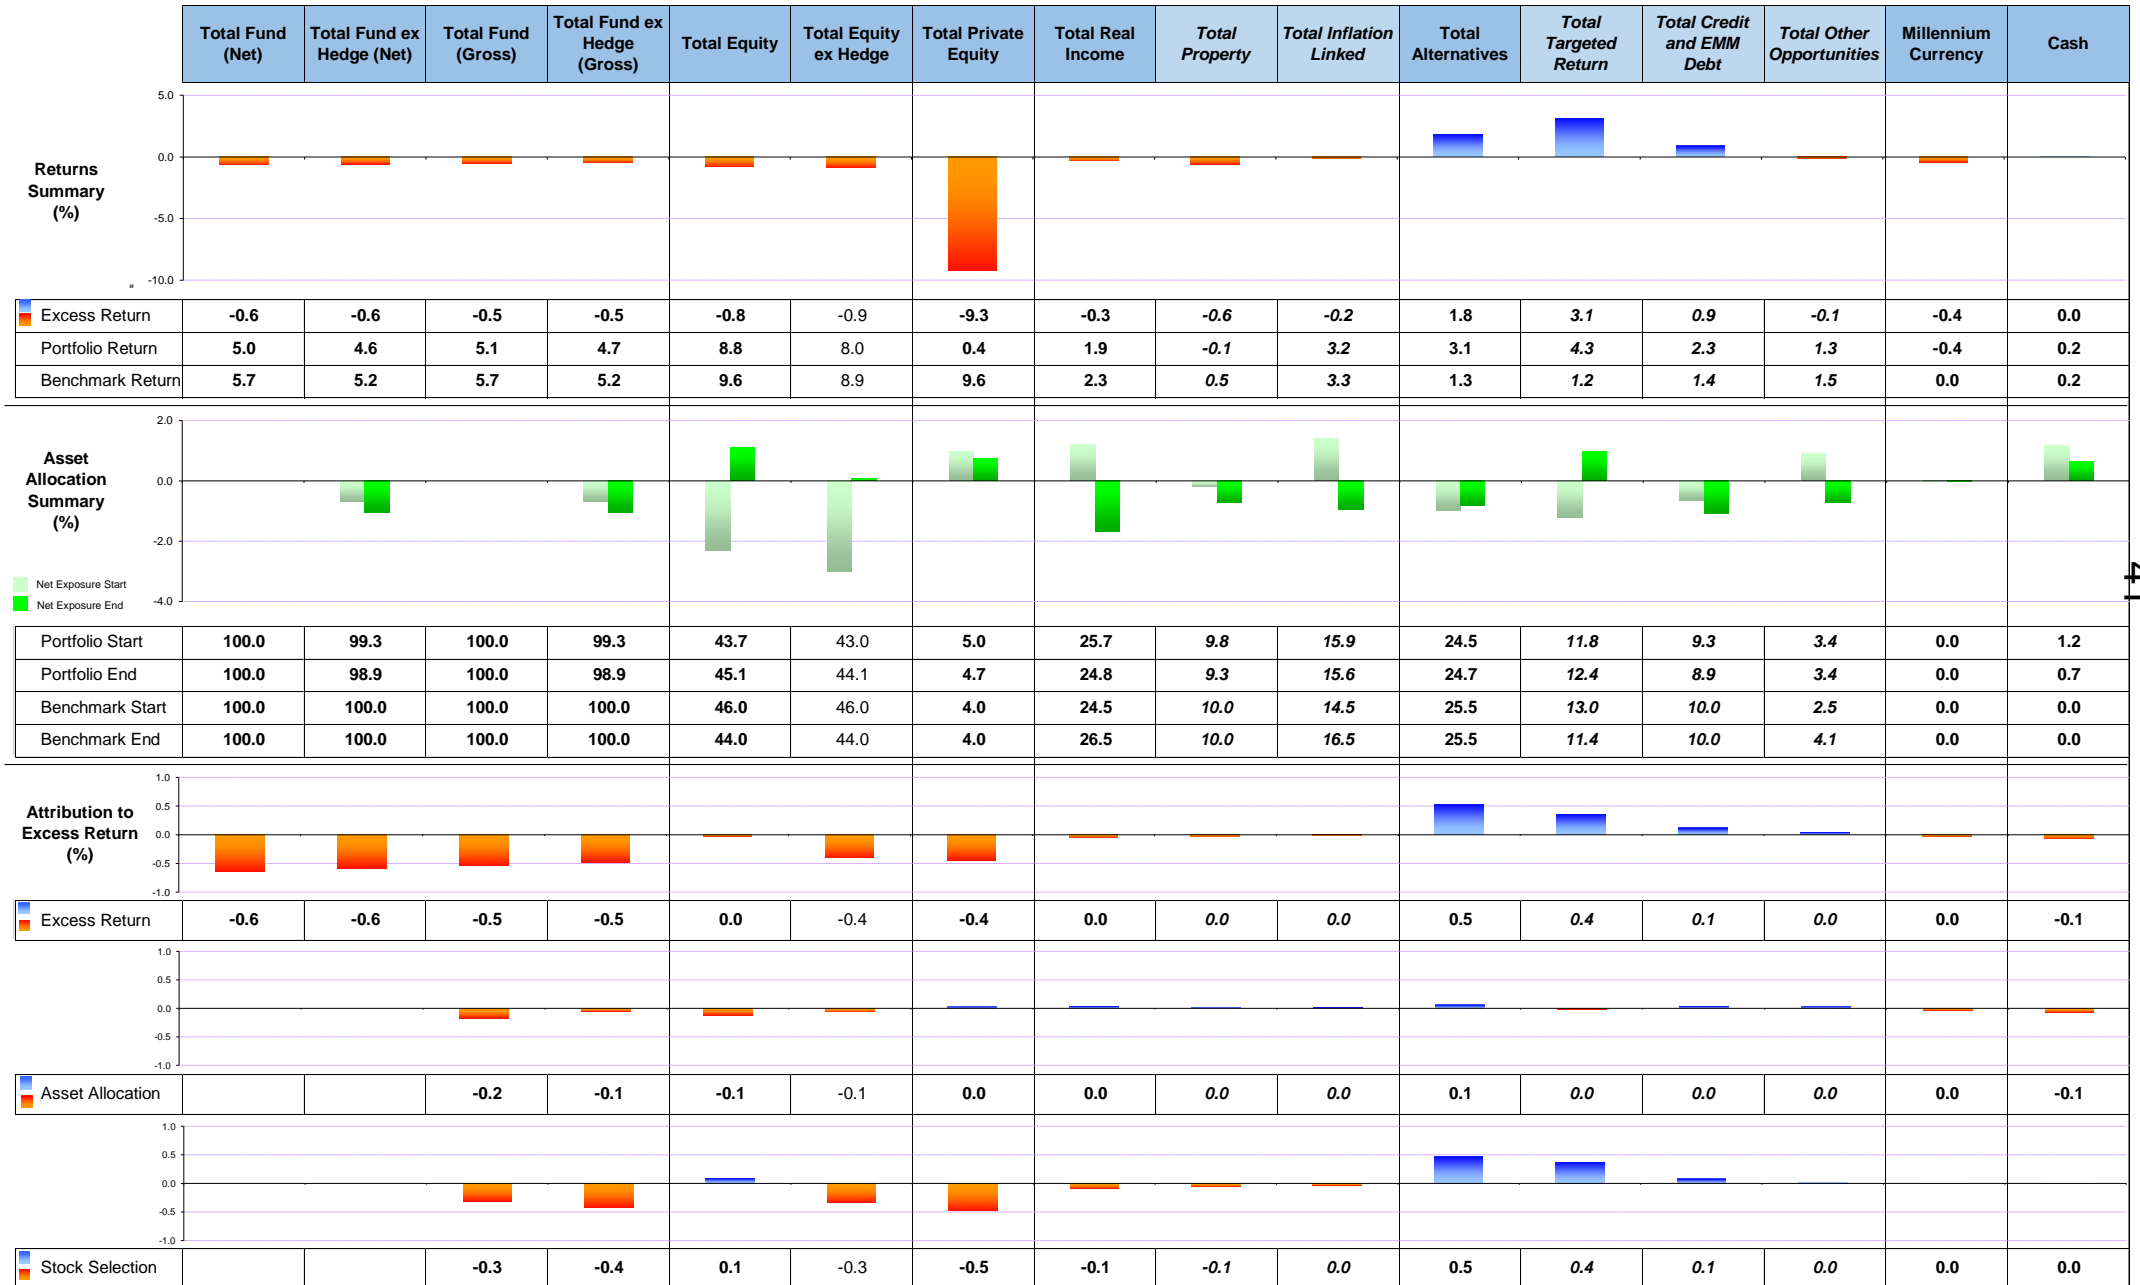 Total Fund (Net) Total Fund ex Hedge (Net) Total Fund (Gross) Total Fund ex Hedge (Gross) Total Equity Total Equity ex Hedge Total Private Equity Total Real Income Total Property Total Inflation Linked Total Alternatives Total Targeted Return Total Credit and EMM Debt Total Other Opportunities Millennium Currency Cash
Returns Summary (%)
5.0
0.0
-5.0
-10.0
Excess Return -0.6 -0.6 -0.5 -0.5 -0.8 -0.9 -9.3 -0.3 -0.6 -0.2 1.8 3.1 0.9 -0.1 -0.4 0.0
Portfolio Return 5.0 4.6 5.1 4.7 8.8 8.0 0.4 1.9 -0.1 3.2 3.1 4.3 2.3 1.3 -0.4 0.2
Benchmark Return 5.7 5.2 5.7 5.2 9.6 8.9 9.6 2.3 0.5 3.3 1.3 1.2 1.4 1.5 0.0 0.2
Asset Allocation Summary (%)
2.0
0.0
-2.0
-4.0
Net Exposure Start
Net Exposure End
Portfolio Start 100.0 99.3 100.0 99.3 43.7 43.0 5.0 25.7 9.8 15.9 24.5 11.8 9.3 3.4 0.0 1.2
Portfolio End 100.0 98.9 100.0 98.9 45.1 44.1 4.7 24.8 9.3 15.6 24.7 12.4 8.9 3.4 0.0 0.7
Benchmark Start 100.0 100.0 100.0 100.0 46.0 46.0 4.0 24.5 10.0 14.5 25.5 13.0 10.0 2.5 0.0 0.0
Benchmark End 100.0 100.0 100.0 100.0 44.0 44.0 4.0 26.5 10.0 16.5 25.5 11.4 10.0 4.1 0.0 0.0
Attribution to Excess Return (%)
1.0
0.5
0.0
-0.5
-1.0
Excess Return -0.6 -0.6 -0.5 -0.5 0.0 -0.4 -0.4 0.0 0.0 0.0 0.5 0.4 0.1 0.0 0.0 -0.1
1.0
0.5
0.0
-0.5
-1.0
Asset Allocation -0.2 -0.1 -0.1 -0.1 0.0 0.0 0.0 0.0 0.1 0.0 0.0 0.0 0.0 -0.1
1.0
0.5
0.0
-0.5
-1.0
Stock Selection -0.3 -0.4 0.1 -0.3 -0.5 -0.1 -0.1 0.0 0.5 0.4 0.1 0.0 0.0 0.0